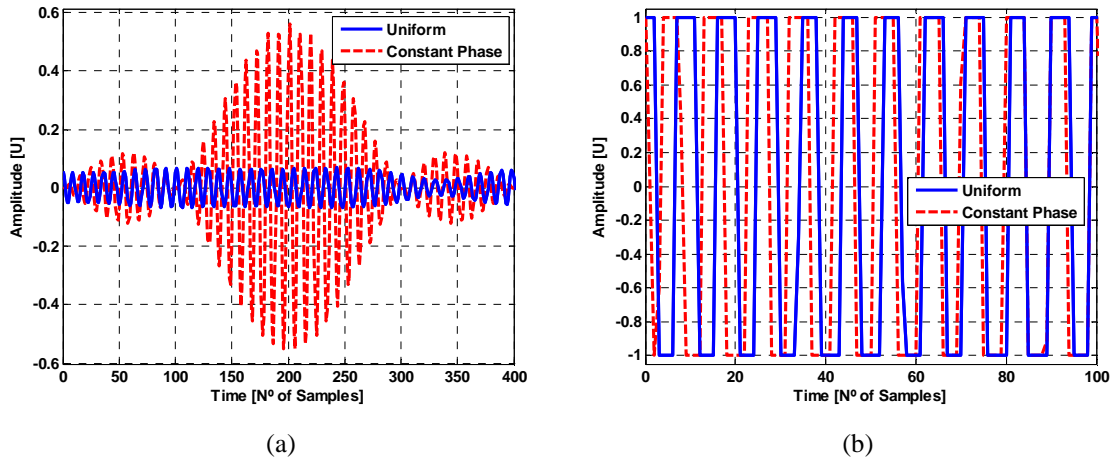 0.6
0.4
0.2
0
-0.2
-0.4
-0.6
Amplitude [U]
0 50 100 150 200 250 300 350 400
Time [Nº of Samples]
Uniform
Constant Phase
(a)
1
0.8
0.6
0.4
0.2
0
-0.2
-0.4
-0.6
-0.8
-1
Amplitude [U]
0 20 40 60 80 100
Time [Nº of Samples]
Uniform
Constant Phase
(b)